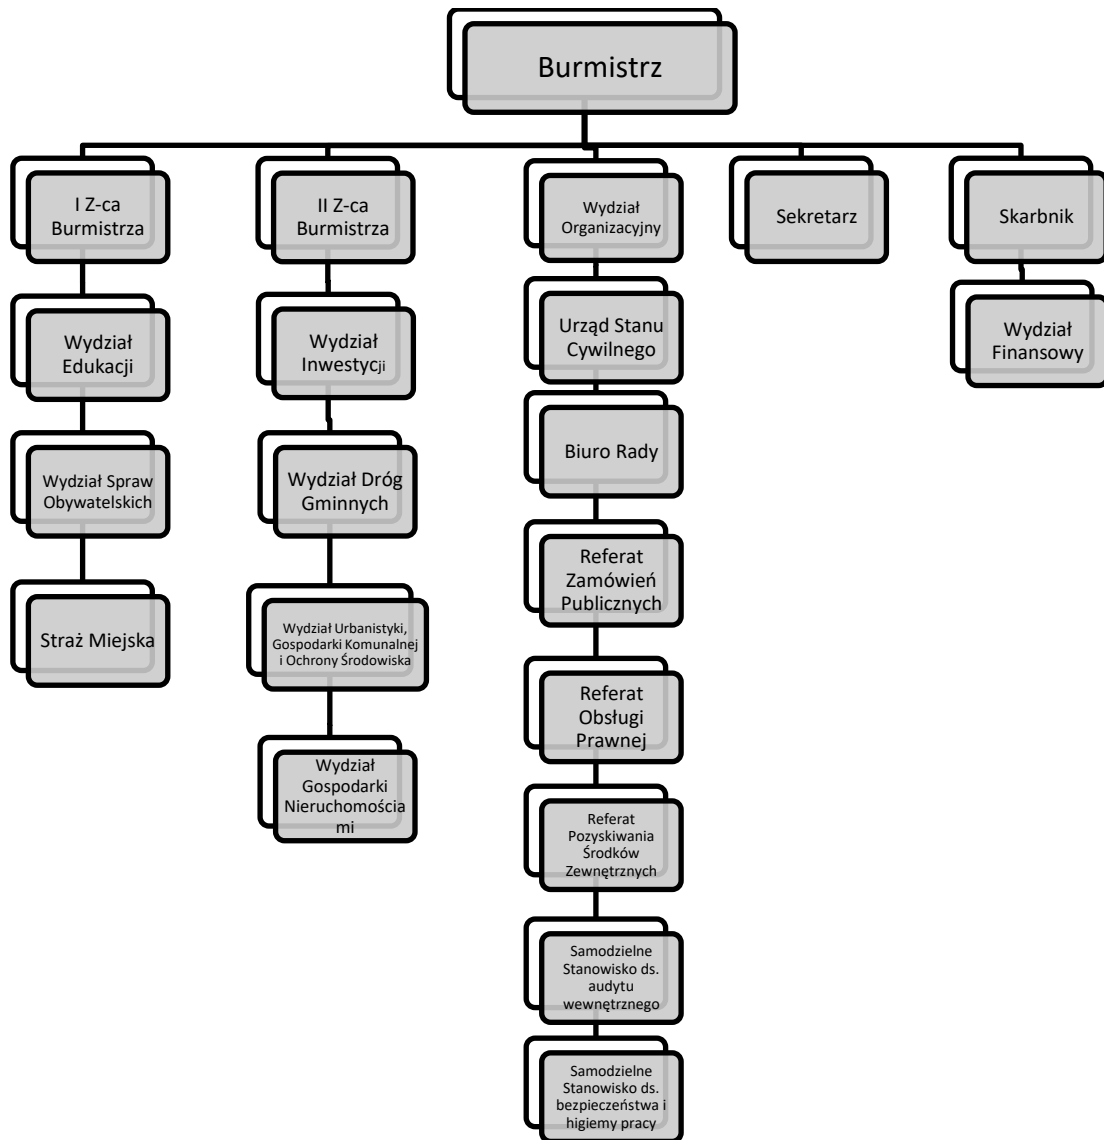 Burmistrz
I Z-ca
Burmistrza
II Z-ca
Burmistrza
Wydział
Organizacyjny
Sekretarz
Skarbnik
Wydział
Edukacji
Wydział
Inwestycji
Urząd Stanu
Cywilnego
Wydział
Finansowy
Wydział Spraw
Obywatelskich
Wydział Dróg
Gminnych
Biuro Rady
Straż Miejska
Wydział Urbanistyki,
Gospodarki Komunalnej
i Ochrony Środowiska
Referat
Zamówień
Publicznych
Wydział
Gospodarki
Nieruchomościa
mi
Referat
Obsługi
Prawnej
Referat
Pozyskiwania
Środków
Zewnętrznych
Samodzielne
Stanowisko ds.
audytu
wewnętrznego
Samodzielne
Stanowisko ds.
bezpieczeństwa i
higiemy pracy